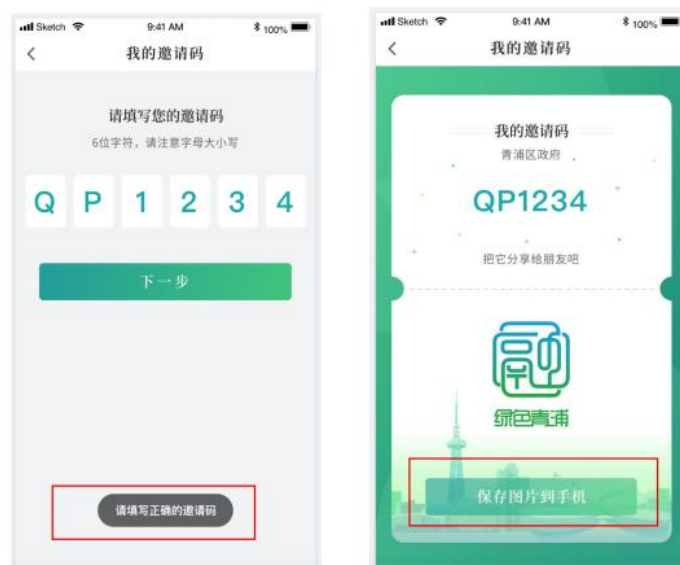 Sketch 9:41 AM 100%
我的邀请码
请填写您的邀请码
6位字符，请注意字母大小写
Q P 1 2 3 4
下一步
请填写正确的邀请码
Sketch 9:41 AM 100%
我的邀请码
我的邀请码
青浦区政府
QP1234
把它分享给朋友吧
融
绿色青浦
保存图片到手机